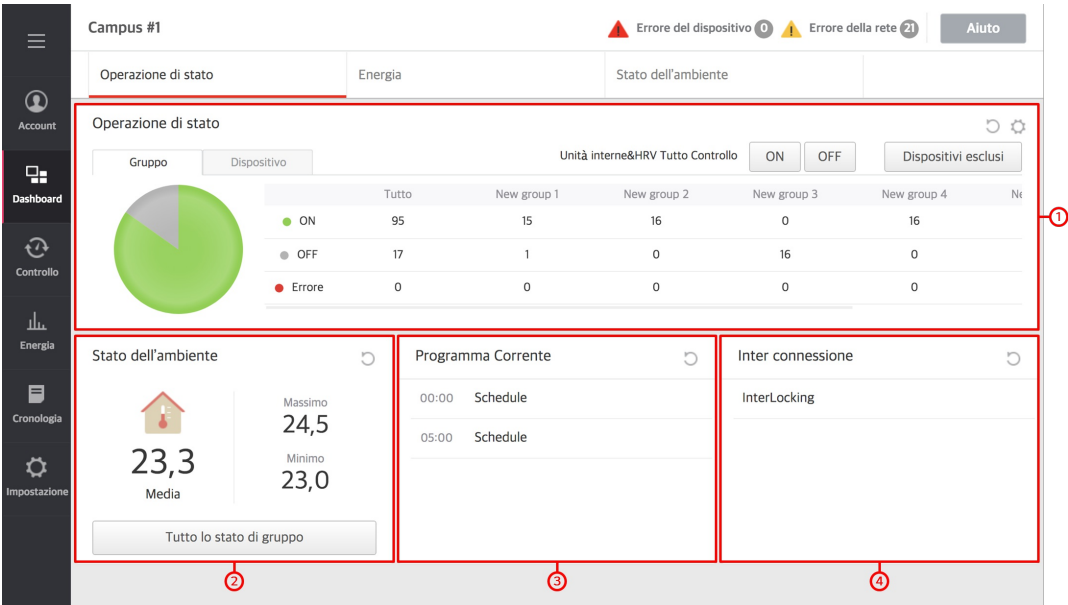 Campus #1
Errore del dispositivo 0 Errore della rete 21 Aiuto
Operazione di stato Energia Stato dell'ambiente
Account
Dashboard
Controllo
Energia
Cronologia
Impostazione
Operazione di stato
Gruppo Dispositivo Unità interne&HRV Tutto Controllo ON OFF Dispositivi esclusi
Tutto New group 1 New group 2 New group 3 New group 4 Ne
ON 95 15 16 0 16
OFF 17 1 0 16 0
Errore 0 0 0 0 0
1
Stato dell'ambiente
Massimo
24,5
23,3
Media
Minimo
23,0
Tutto lo stato di gruppo
2
Programma Corrente
00:00 Schedule
05:00 Schedule
3
Inter connessione
InterLocking
4